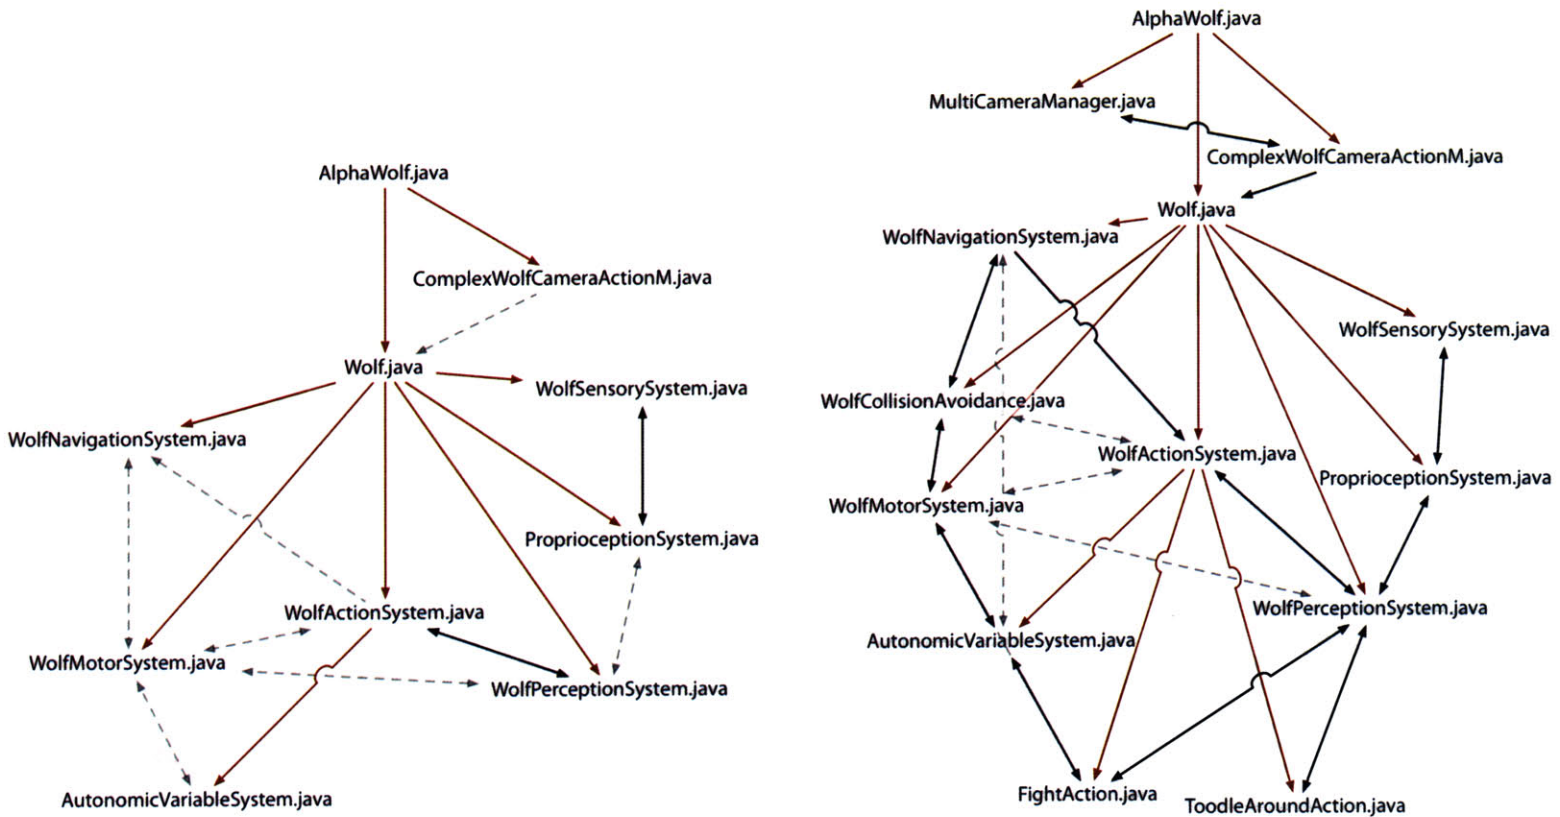 AlphaWolf.java
ComplexWolfCameraActionM.java
Wolf.java
WolfSensorySystem.java
WolfNavigationSystem.java
ProprioceptionSystem.java
WolfActionSystem.java
WolfMotorSystem.java
WolfPerceptionSystem.java
AutonomicVariableSystem.java
AlphaWolf.java
MultiCameraManager.java
ComplexWolfCameraActionM.java
Wolf.java
WolfNavigationSystem.java
WolfSensorySystem.java
WolfCollisionAvoidance.java
WolfActionSystem.java
ProprioceptionSystem.java
WolfMotorSystem.java
WolfPerceptionSystem.java
AutonomicVariableSystem.java
FightAction.java
ToodleAroundAction.java